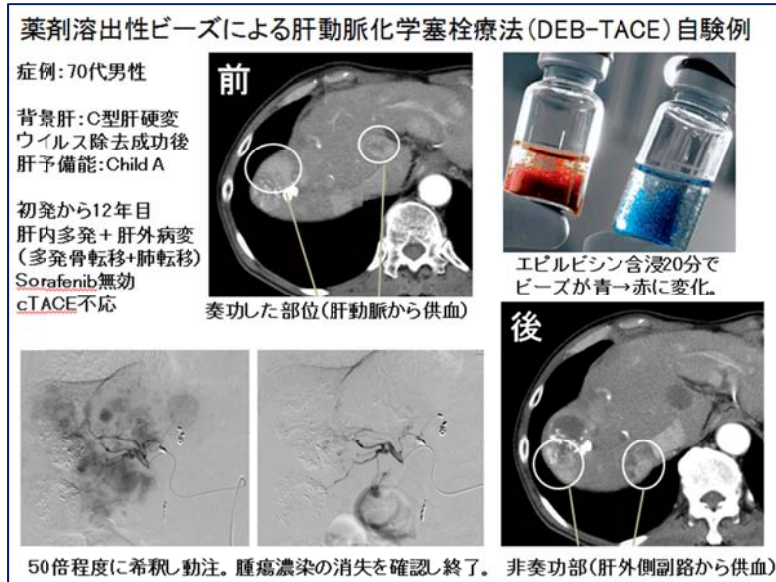 薬剤溶出性ビーズによる肝動脈化学塞栓療法（DEB-TACE）自験例
症例：70代男性
背景肝：C型肝硬変
ウイルス除去成功後
肝予備能：Child A
初発から12年目
肝内多発＋肝外病変
（多発骨転移+肺転移）
Sorafenib無効
cTACE不応
前
奏功した部位（肝動脈から供血）
エピルビシン含浸20分で
ビーズが青→赤に変化。
後
50倍程度に希釈し動注。腫瘍濃染の消失を確認し終了。
非奏功部（肝外側副路から供血）